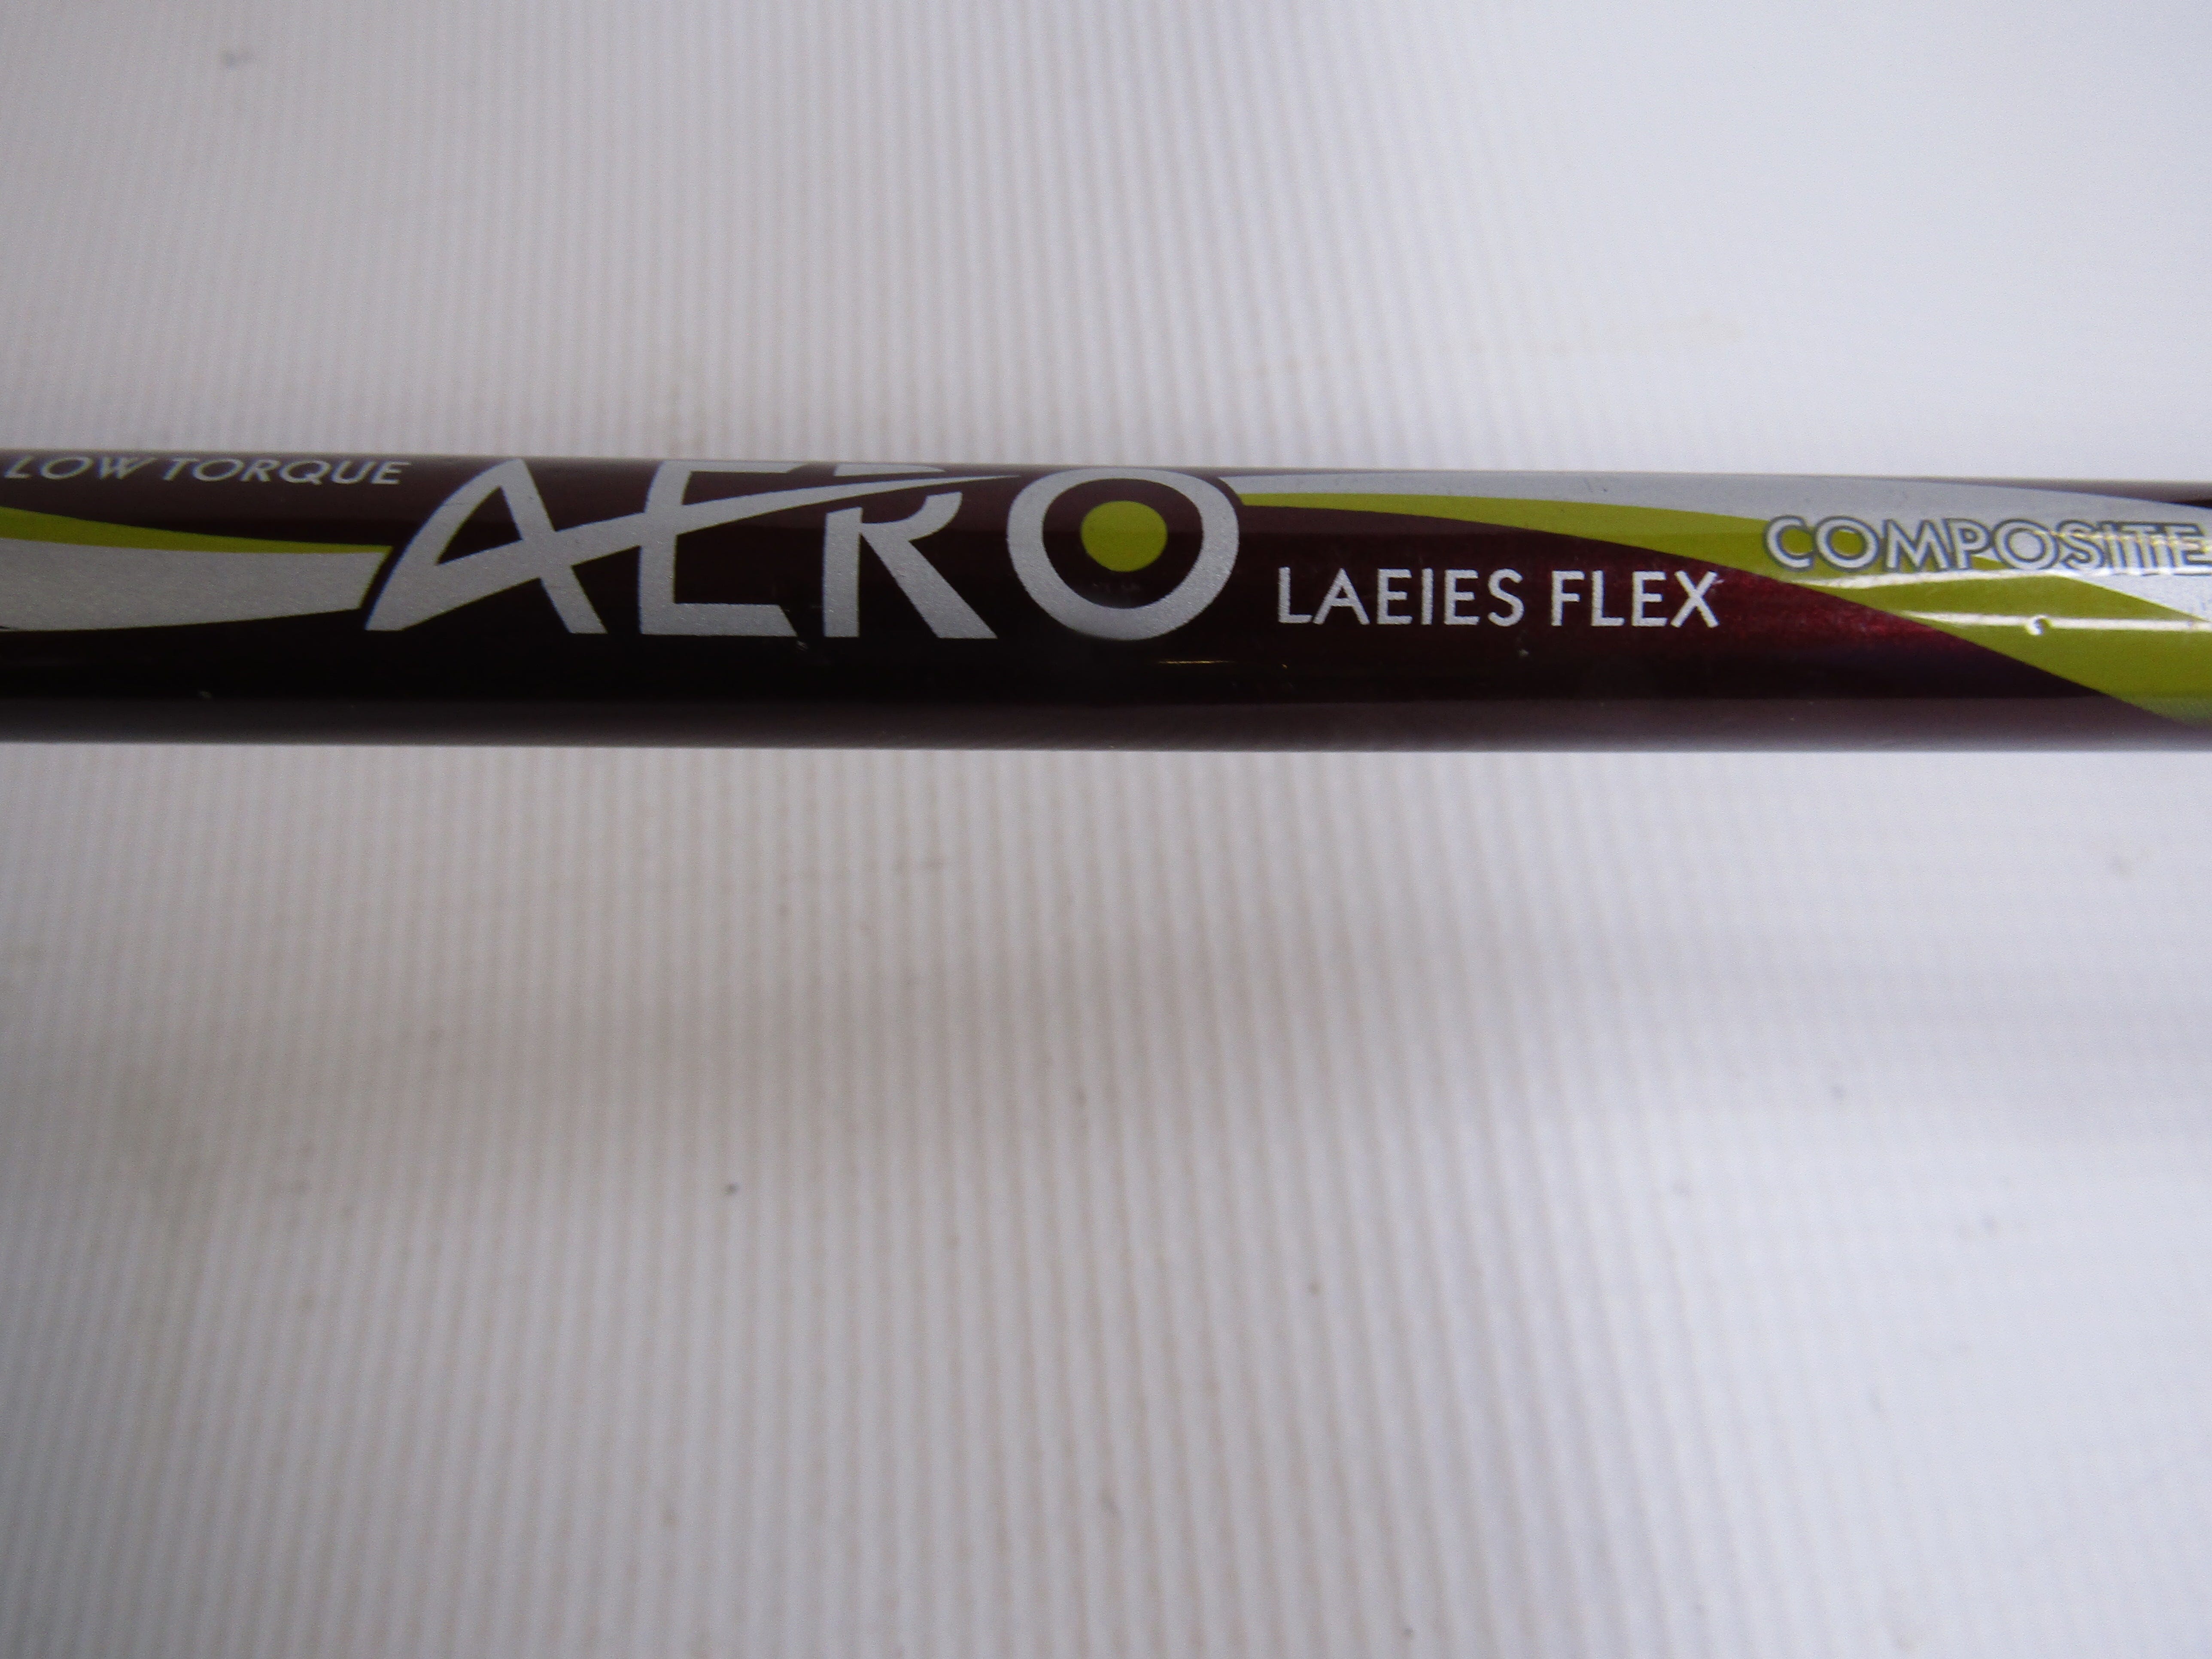 LOW TORQUE
AERO
LAEIES FLEX
COMPOSITE